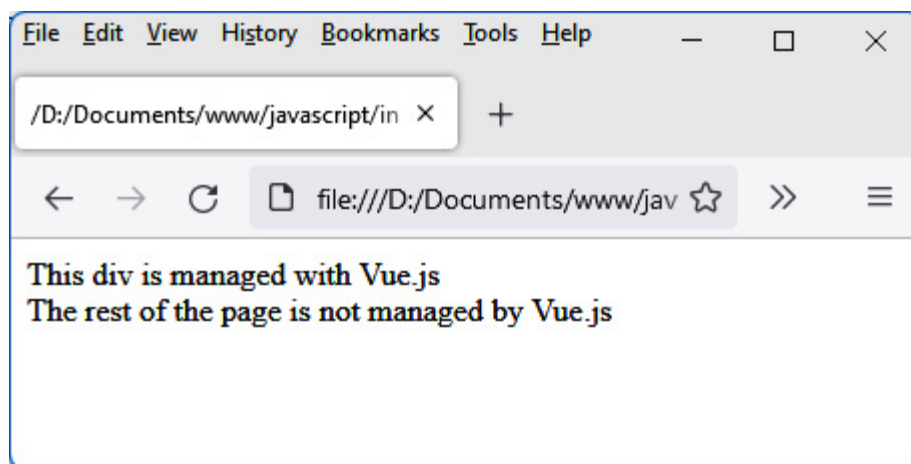 File Edit View History Bookmarks Tools Help
/D:/Documents/www/javascript/in
file:///D:/Documents/www/jav
This div is managed with Vue.js
The rest of the page is not managed by Vue.js